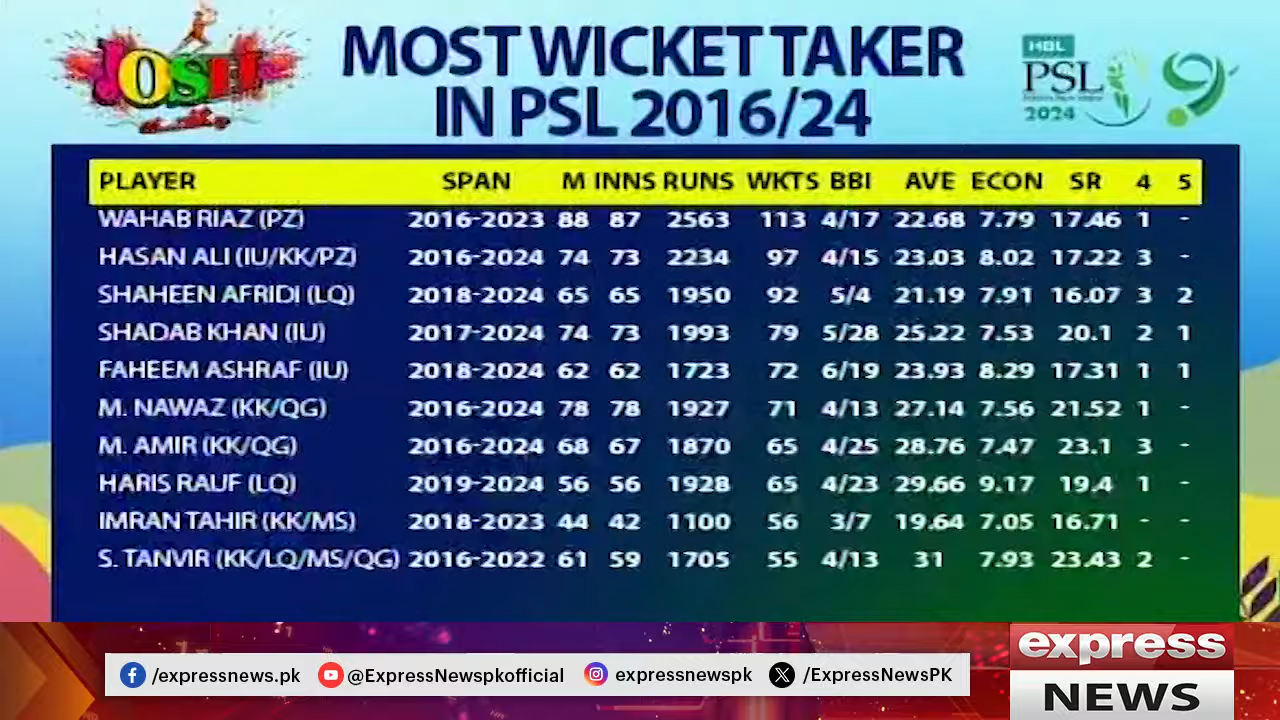 JOSH
MOST WICKET TAKER
IN PSL 2016/24
HBL
PSL
2024
9
PLAYER SPAN M INNS RUNS WKTS BBI AVE ECON SR 4 5
WAHAB RIAZ (PZ) 2016-2023 88 87 2563 113 4/17 22.68 7.79 17.46 1 -
HASAN ALI (IU/KK/PZ) 2016-2024 74 73 2234 97 4/15 23.03 8.02 17.22 3 -
SHAHEEN AFRIDI (LQ) 2018-2024 65 65 1950 92 5/4 21.19 7.91 16.07 3 2
SHADAB KHAN (IU) 2017-2024 74 73 1993 79 5/28 25.22 7.53 20.1 2 1
FAHEEM ASHRAF (IU) 2018-2024 62 62 1723 72 6/19 23.93 8.29 17.31 1 1
M. NAWAZ (KK/QG) 2016-2024 78 78 1927 71 4/13 27.14 7.56 21.52 1 -
M. AMIR (KK/QG) 2016-2024 68 67 1870 65 4/25 28.76 7.47 23.1 3 -
HARIS RAUF (LQ) 2019-2024 56 56 1928 65 4/23 29.66 9.17 19.4 1 -
IMRAN TAHIR (KK/MS) 2018-2023 44 42 1100 56 3/7 19.64 7.05 16.71 - -
S. TANVIR (KK/LQ/MS/QG) 2016-2022 61 59 1705 55 4/13 31 7.93 23.43 2 -
express
NEWS
/expressnews.pk @ExpressNewspkofficial expressnewspk /ExpressNewsPK